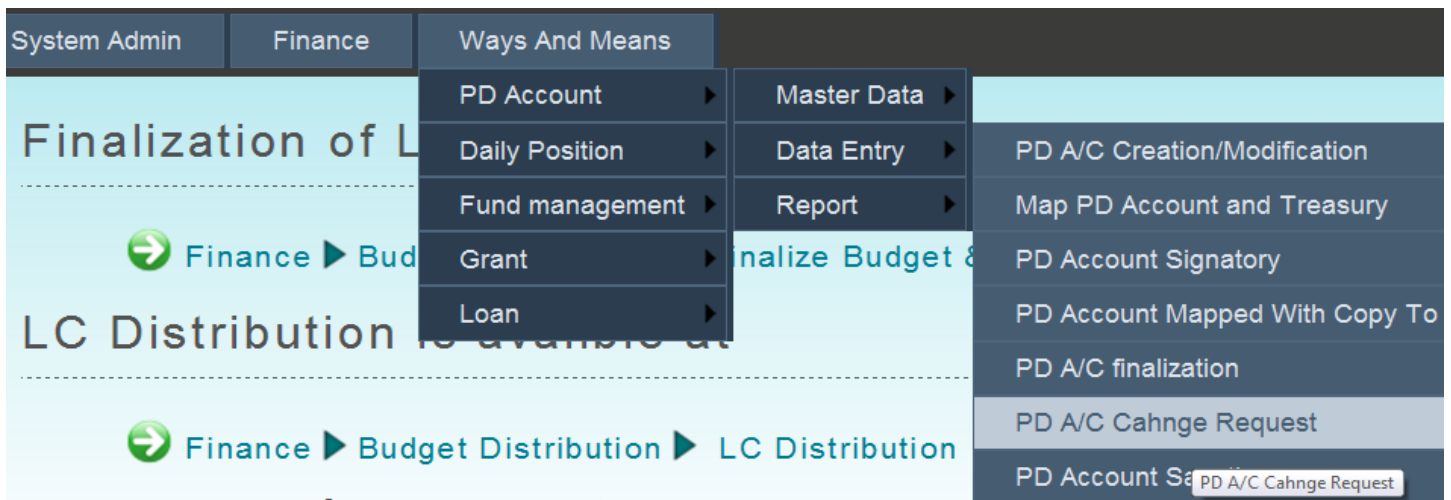 System Admin Finance Ways And Means
PD Account Master Data
Finalization of L Daily Position Data Entry PD A/C Creation/Modification
Fund management Report Map PD Account and Treasury
Finance Bud Grant inalize Budget & PD Account Signatory
Loan PD Account Mapped With Copy To
LC Distribution is avalible at
PD A/C finalization
PD A/C Cahnge Request
Finance Budget Distribution LC Distribution
PD Account
PD A/C Cahnge Request